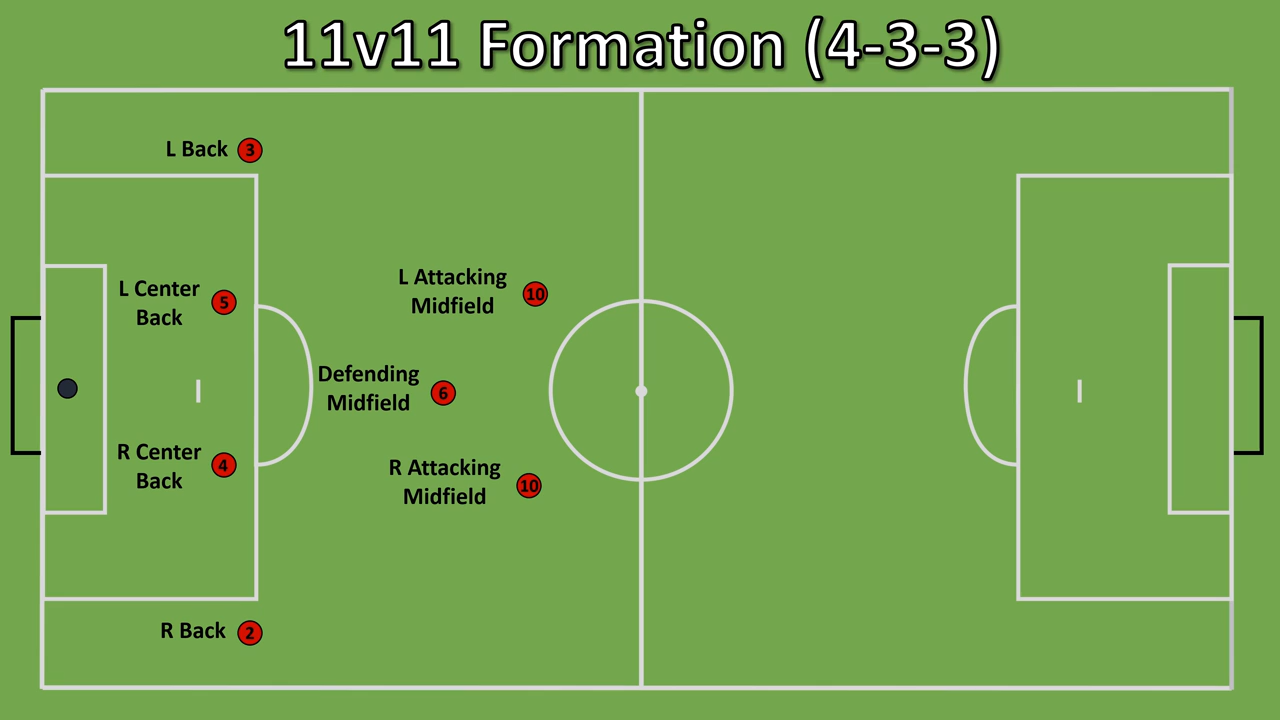 11v11 Formation (4-3-3)
L Back 3
L Center
Back
5
L Attacking
Midfield
10
Defending
Midfield
6
R Center
Back
4
R Attacking
Midfield
10
R Back 2